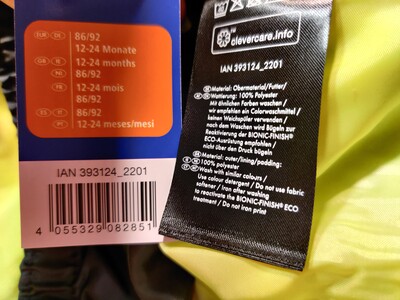 86/92
12-24 Monate
12-24 months
86/92
12-24 mois
86/92
12-24 meses/mesi
IAN 393124_2201
4 055329 082851
clevercare.info
IAN 393124_2201
Material: Obermaterial/Futter/
Wattierung: 100% Polyester
Mit ähnlichen Farben waschen /
wir empfehlen ein Colorwaschmittel /
keinen Weichspüler verwenden /
nach dem Waschen wird Bügeln zur
Reaktivierung der BIONIC-FINISH®
ECO-Ausrüstung empfohlen /
nicht über den Druck bügeln
Material: outer/lining/padding:
100% polyester
Wash with similar colours /
Use colour detergent / Do not use fabric
softener / Iron after washing
to reactivate the BIONIC-FINISH® ECO
treatment / Do not iron print